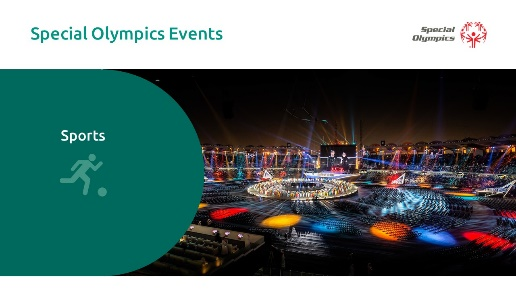 Special Olympics Events
Special
Olympics
Sports